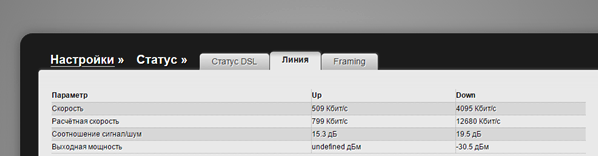 Настройки » Статус » Статус DSL Линия Framing
Параметр Up Down
Скорость 509 Кбит/с 4095 Кбит/с
Расчётная скорость 799 Кбит/с 12680 Кбит/с
Соотношение сигнал/шум 15.3 дБ 19.5 дБ
Выходная мощность undefined дБм -30.5 дБм